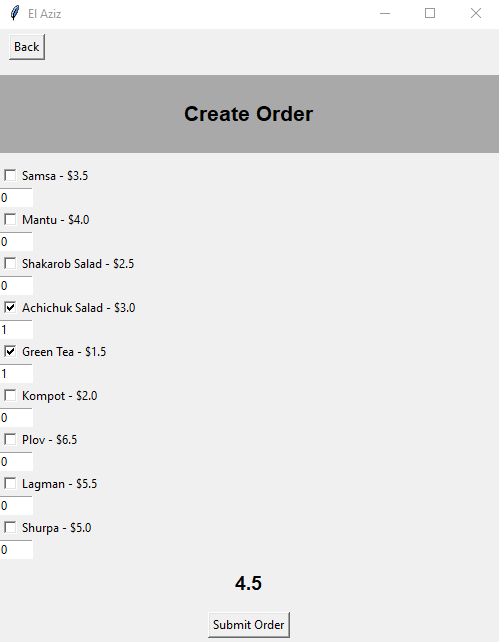 El Aziz
Back
Create Order
Samsa - $3.5
0
Mantu - $4.0
0
Shakarob Salad - $2.5
0
Achichuk Salad - $3.0
1
Green Tea - $1.5
1
Kompot - $2.0
0
Plov - $6.5
0
Lagman - $5.5
0
Shurpa - $5.0
0
4.5
Submit Order